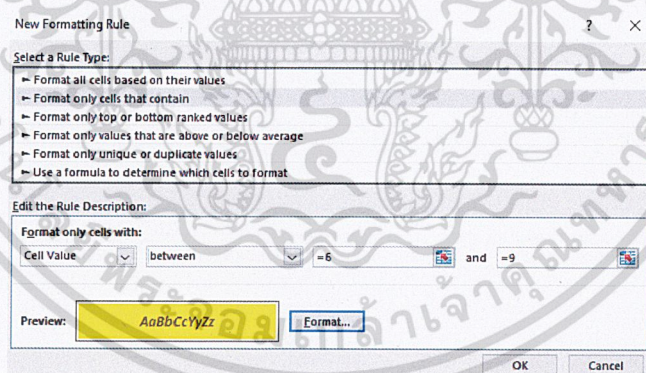 New Formatting Rule ? ×
Select a Rule Type:
► Format all cells based on their values
► Format only cells that contain
► Format only top or bottom ranked values
► Format only values that are above or below average
► Format only unique or duplicate values
► Use a formula to determine which cells to format
Edit the Rule Description:
Format only cells with:
Cell Value between =6 and =9
Preview: AaBbCcYyZz Format...
OK Cancel